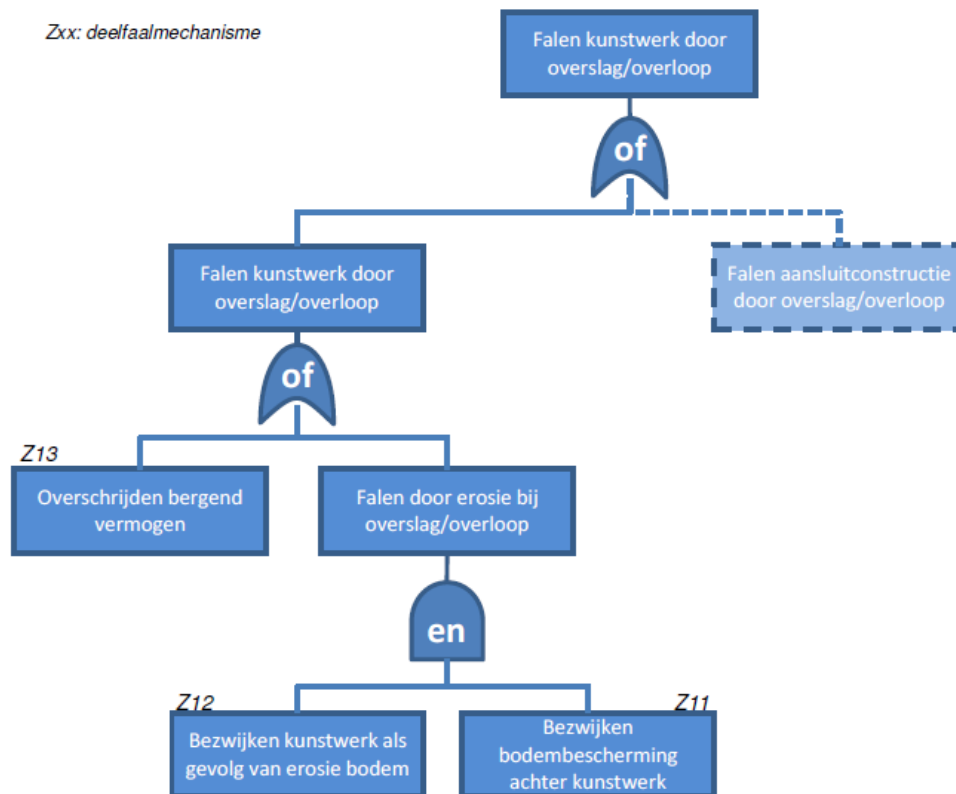 Zxx: deelfaalmechanisme
Falen kunstwerk door
overslag/overloop
of
Falen kunstwerk door
overslag/overloop
Falen aansluitconstructie
door overslag/overloop
of
Z13
Overschrijden bergend
vermogen
Falen door erosie bij
overslag/overloop
en
Z12
Bezwijken kunstwerk als
gevolg van erosie bodem
Z11
Bezwijken
bodembescherming
achter kunstwerk